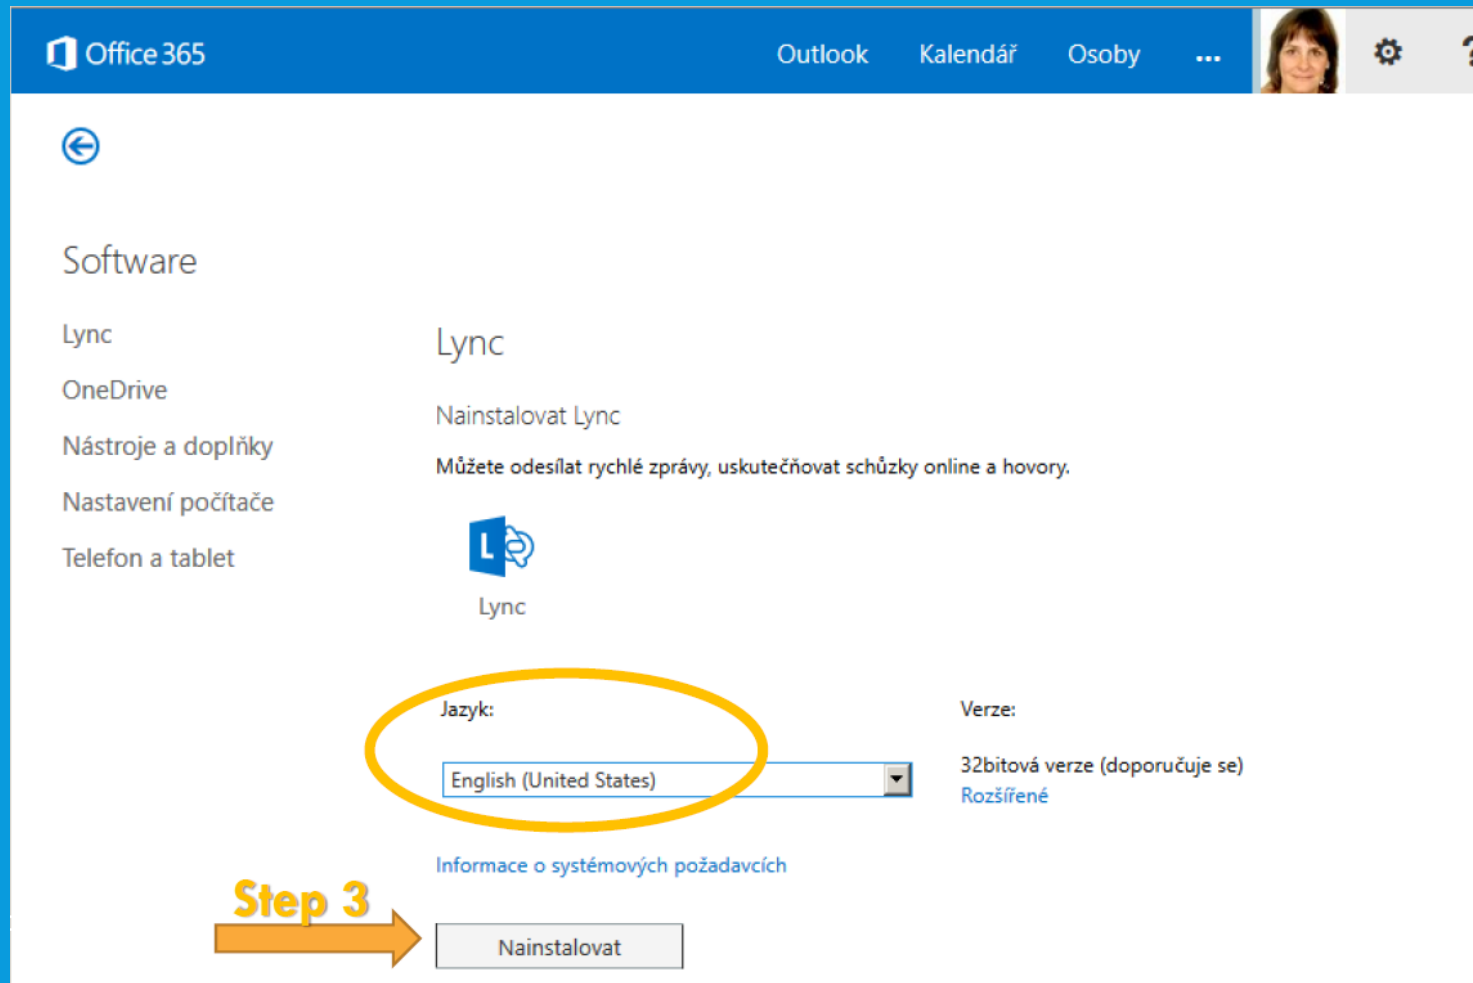 Office 365
Outlook Kalendář Osoby ... ?
Software
Lync
OneDrive
Nástroje a doplňky
Nastavení počítače
Telefon a tablet
Lync
Nainstalovat Lync
Můžete odesílat rychlé zprávy, uskutečňovat schůzky online a hovory.
L
Lync
Jazyk:
English (United States)
Verze:
32bitová verze (doporučuje se)
Rozšířené
Informace o systémových požadavcích
Step 3
Nainstalovat